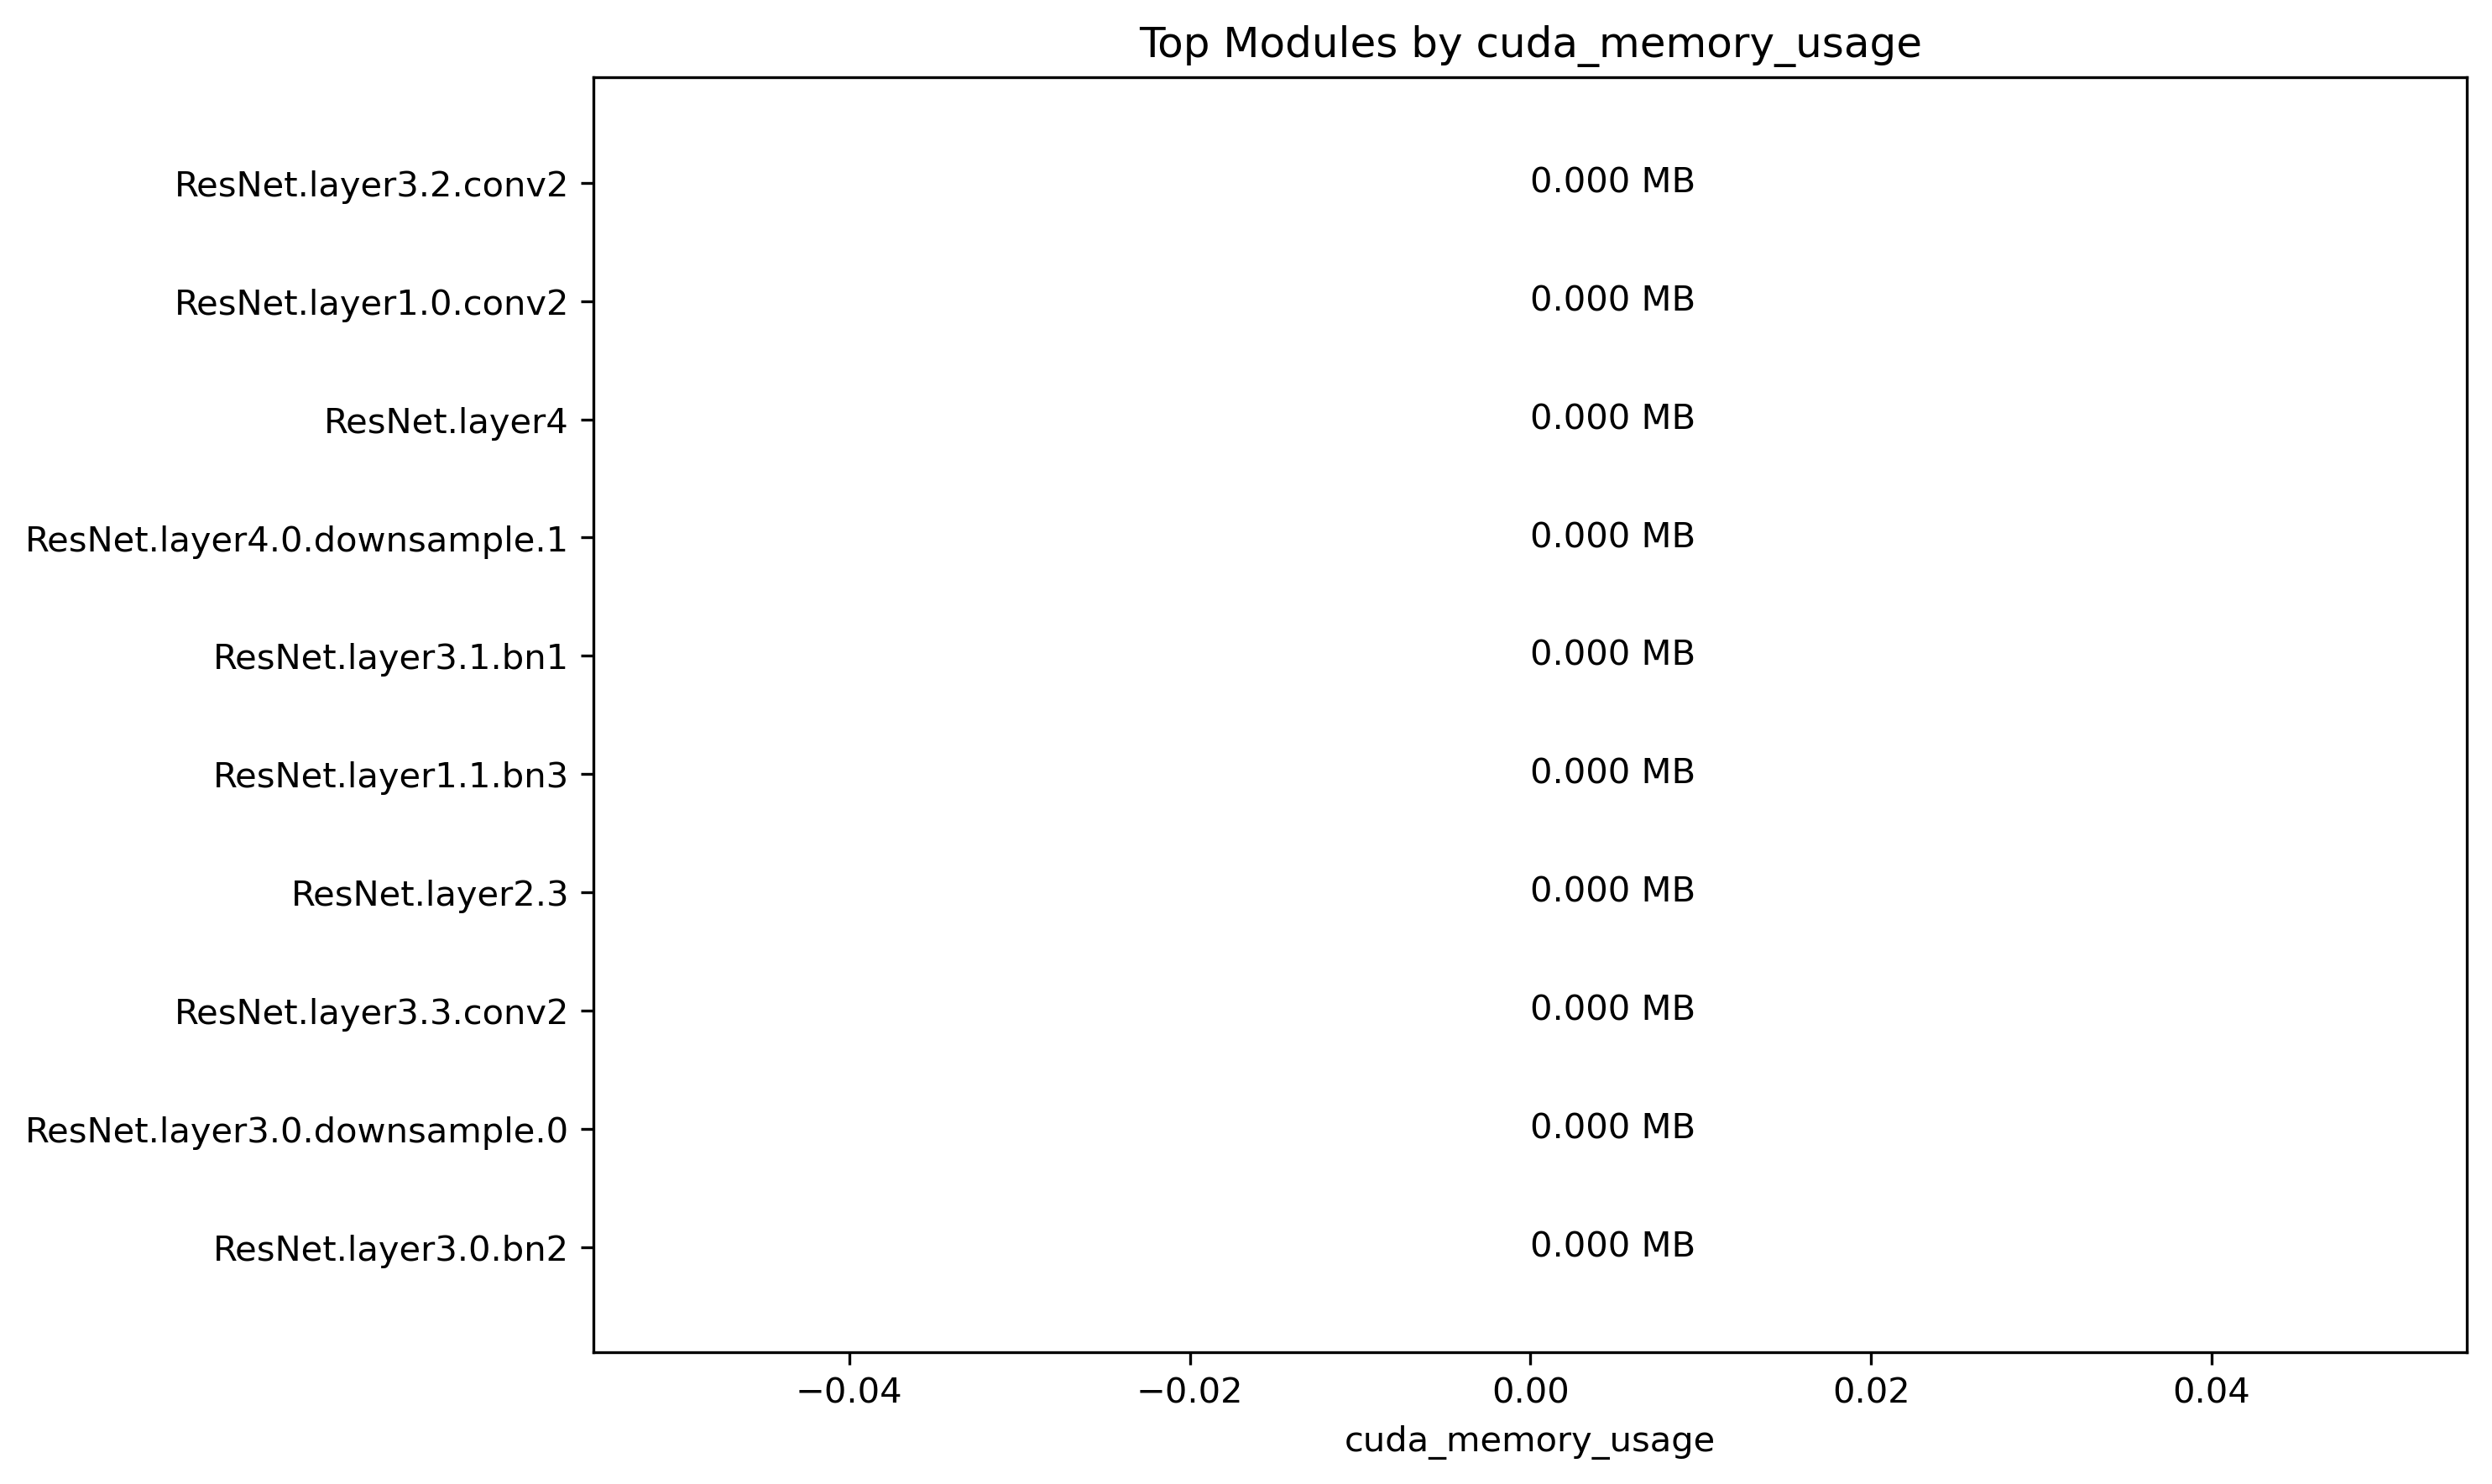 Top Modules by cuda_memory_usage
ResNet.layer3.2.conv2 0.000 MB
ResNet.layer1.0.conv2 0.000 MB
ResNet.layer4 0.000 MB
ResNet.layer4.0.downsample.1 0.000 MB
ResNet.layer3.1.bn1 0.000 MB
ResNet.layer1.1.bn3 0.000 MB
ResNet.layer2.3 0.000 MB
ResNet.layer3.3.conv2 0.000 MB
ResNet.layer3.0.downsample.0 0.000 MB
ResNet.layer3.0.bn2 0.000 MB
−0.04 −0.02 0.00 0.02 0.04
cuda_memory_usage